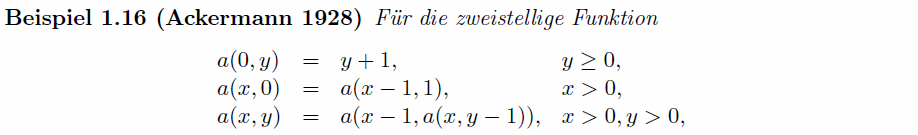 Beispiel 1.16 (Ackermann 1928) Für die zweistellige Funktion
a(0, y) = y + 1, y ≥ 0,
a(x, 0) = a(x − 1, 1), x > 0,
a(x, y) = a(x − 1, a(x, y − 1)), x > 0, y > 0,